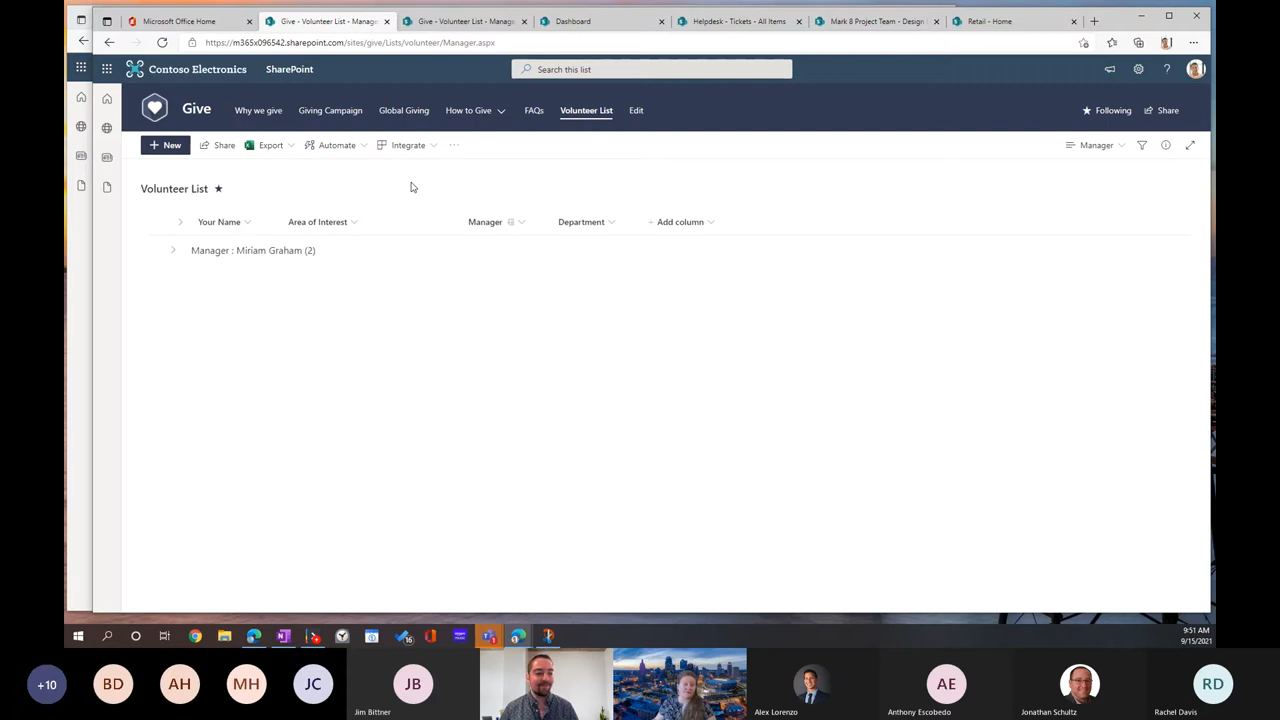 Microsoft Office Home
Give - Volunteer List - Manage
Give - Volunteer List - Manage
Dashboard
Helpdesk - Tickets - All Items
Mark 8 Project Team - Design
Retail - Home
https://m365x096542.sharepoint.com/sites/give/Lists/volunteer/Manager.aspx
Contoso Electronics
SharePoint
Search this list
Give
Why we give
Giving Campaign
Global Giving
How to Give
FAQs
Volunteer List
Edit
Following
Share
New
Share
Export
Automate
Integrate
Manager
Volunteer List
Your Name
Area of Interest
Manager
Department
Add column
Manager : Miriam Graham (2)
16
1
9:51 AM
9/15/2021
+10
BD
AH
MH
JC
JB
AE
RD
Jim Bittner
Alex Lorenzo
Anthony Escobedo
Jonathan Schultz
Rachel Davis